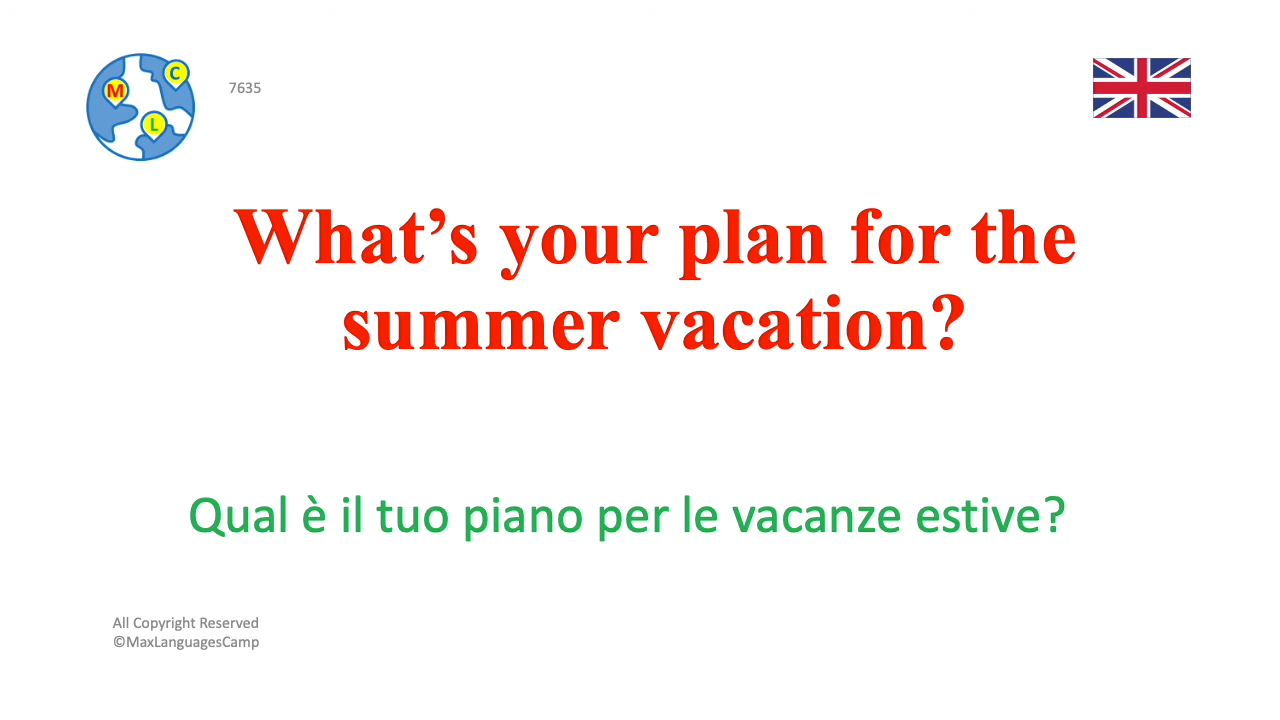 M
C
L
7635
What’s your plan for the
summer vacation?
Qual è il tuo piano per le vacanze estive?
All Copyright Reserved
©MaxLanguagesCamp